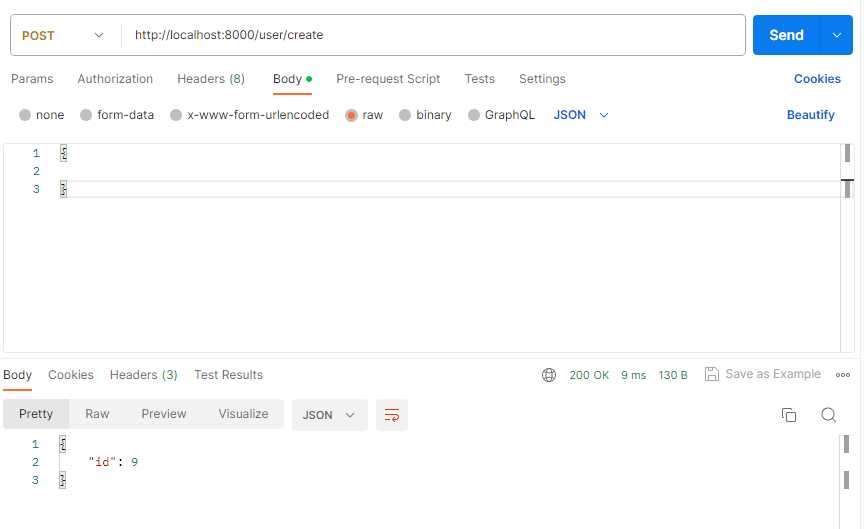 POST http://localhost:8000/user/create Send
Params Authorization Headers (8) Body Pre-request Script Tests Settings Cookies
none form-data x-www-form-urlencoded raw binary GraphQL JSON Beautify
1 {
2
3 }
Body Cookies Headers (3) Test Results 200 OK 9 ms 130 B Save as Example
Pretty Raw Preview Visualize JSON
1 {
2 "id": 9
3 }